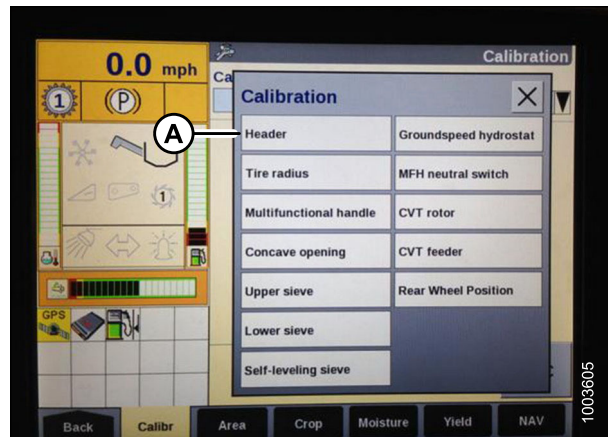 0.0 mph
Calibration
Ca
1
(P)
Calibration
A
Header
Groundspeed hydrostat
Tire radius
MFH neutral switch
1
Multifunctional handle
CVT rotor
Concave opening
CVT feeder
Upper sieve
Rear Wheel Position
GPS
Lower sieve
Self-leveling sieve
1003605
Back
Calibr
Area
Crop
Moisture
Yield
NAV